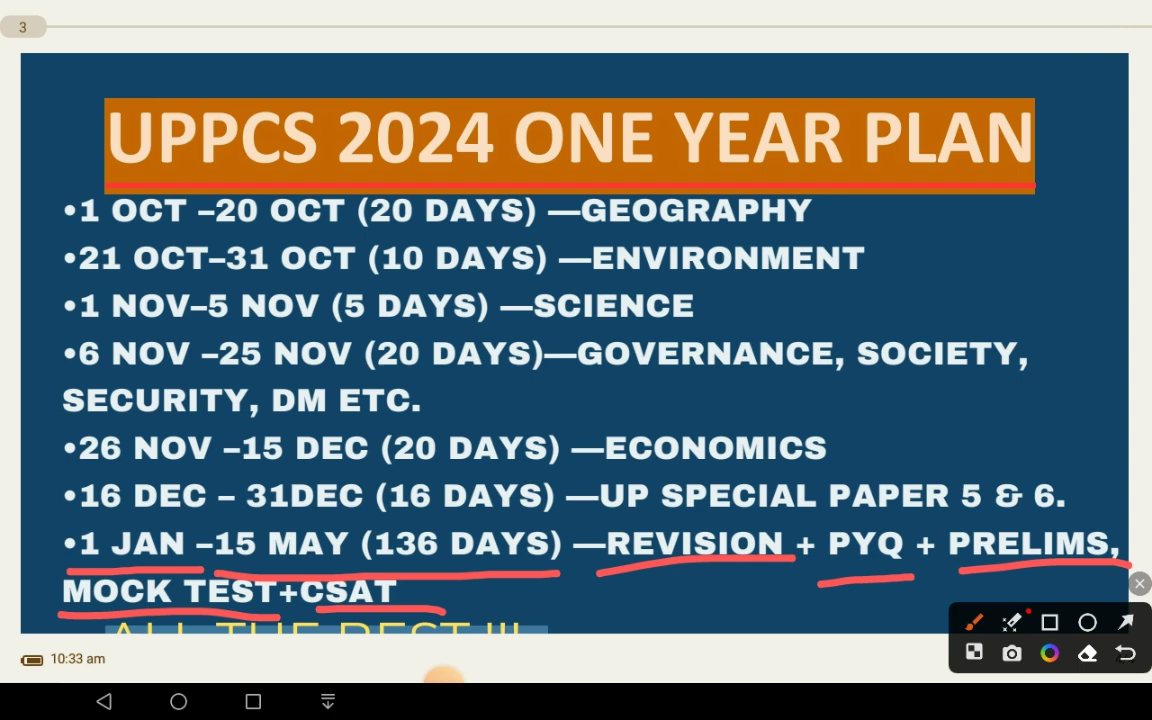 3
UPPCS 2024 ONE YEAR PLAN
•1 OCT –20 OCT (20 DAYS) —GEOGRAPHY
•21 OCT–31 OCT (10 DAYS) —ENVIRONMENT
•1 NOV–5 NOV (5 DAYS) —SCIENCE
•6 NOV –25 NOV (20 DAYS)—GOVERNANCE, SOCIETY,
SECURITY, DM ETC.
•26 NOV –15 DEC (20 DAYS) —ECONOMICS
•16 DEC – 31DEC (16 DAYS) —UP SPECIAL PAPER 5 & 6.
•1 JAN –15 MAY (136 DAYS) —REVISION + PYQ + PRELIMS,
MOCK TEST+CSAT
ALL THE BEST !!!
10:33 am